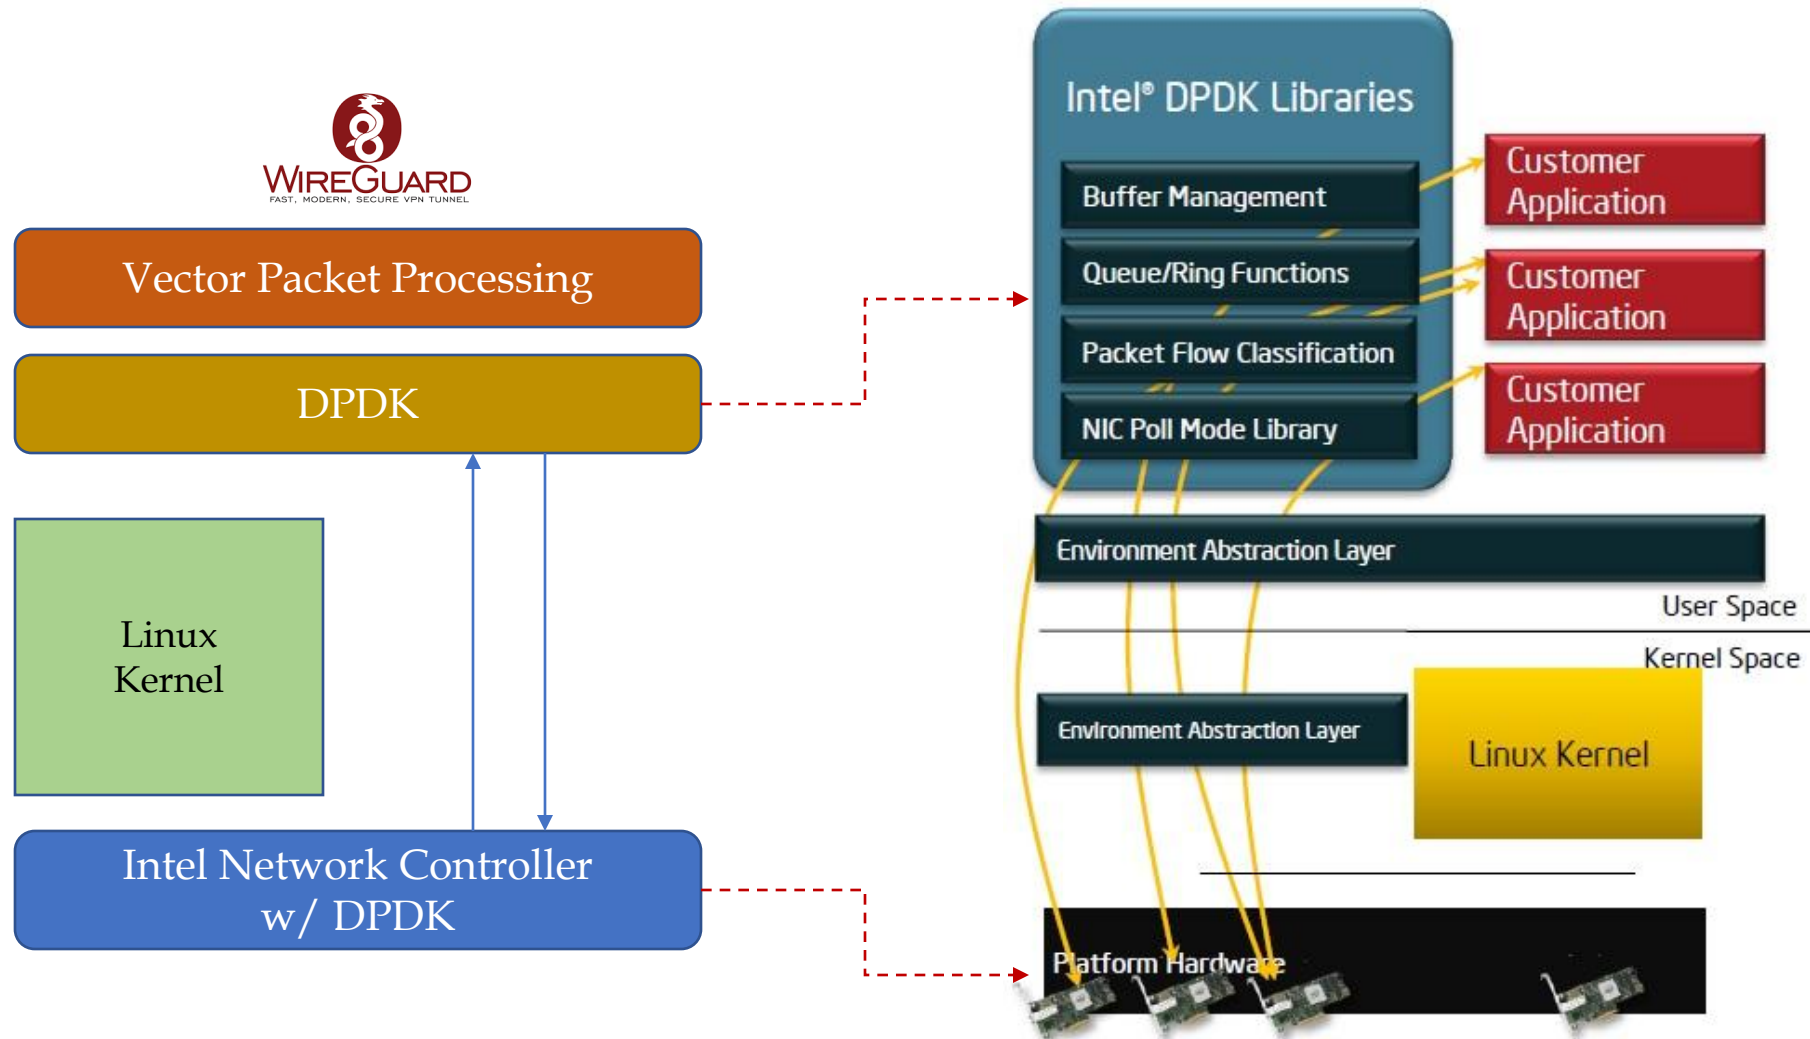 WIREGUARD
FAST, MODERN, SECURE VPN TUNNEL
Vector Packet Processing
DPDK
Linux
Kernel
Intel Network Controller
w/ DPDK
Intel® DPDK Libraries
Buffer Management
Queue/Ring Functions
Packet Flow Classification
NIC Poll Mode Library
Customer
Application
Customer
Application
Customer
Application
Environment Abstraction Layer
User Space
Kernel Space
Environment Abstraction Layer
Linux Kernel
Platform Hardware